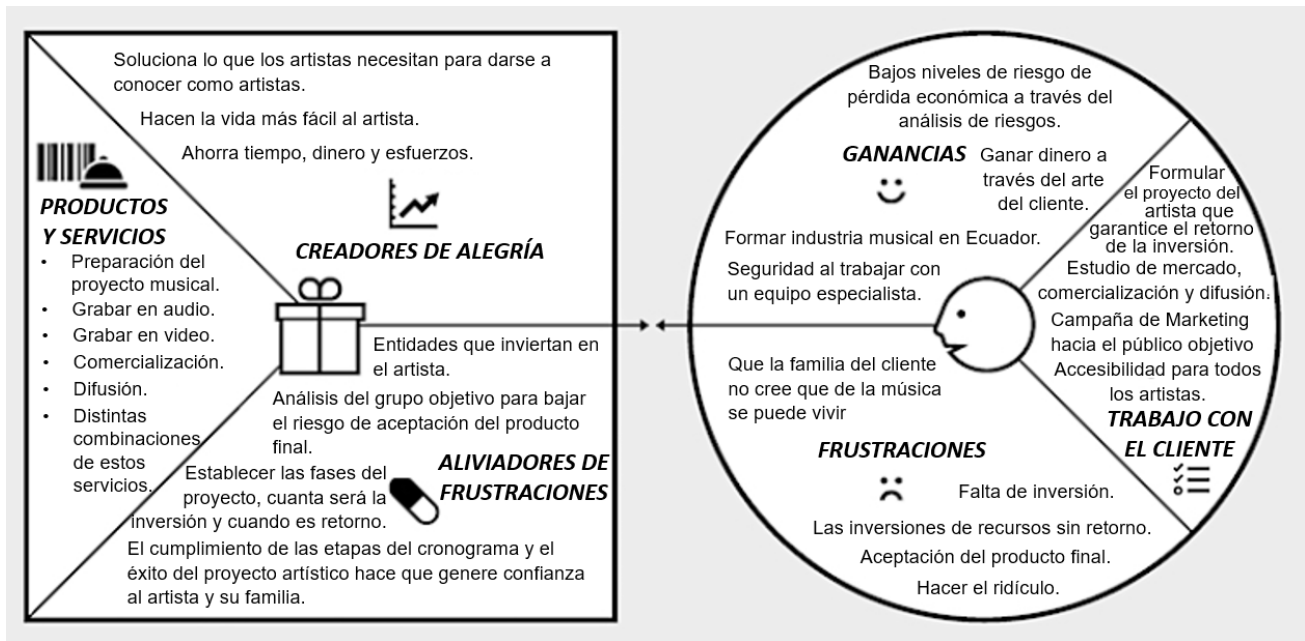 Soluciona lo que los artistas necesitan para darse a
conocer como artistas.
Hacen la vida más fácil al artista.
Ahorra tiempo, dinero y esfuerzos.
CREADORES DE ALEGRÍA
PRODUCTOS
Y SERVICIOS
• Preparación del
proyecto musical.
• Grabar en audio.
• Grabar en video.
• Comercialización.
• Difusión.
• Distintas
combinaciones
de estos
servicios.
Entidades que inviertan en
el artista.
Análisis del grupo objetivo para bajar
el riesgo de aceptación del producto
final.
ALIVIADORES DE
FRUSTRACIONES
Establecer las fases del
proyecto, cuanta será la
inversión y cuando es retorno.
El cumplimiento de las etapas del cronograma y el
éxito del proyecto artístico hace que genere confianza
al artista y su familia.
Bajos niveles de riesgo de
pérdida económica a través del
análisis de riesgos.
GANANCIAS
Ganar dinero a
través del arte
del cliente.
Formar industria musical en Ecuador.
Seguridad al trabajar con
un equipo especialista.
Formular
el proyecto del
artista que
garantice el retorno
de la inversión.
Estudio de mercado,
comercialización y difusión.
Campaña de Marketing
hacia el público objetivo
Accesibilidad para todos
los artistas.
TRABAJO CON
EL CLIENTE
Que la familia del cliente
no cree que de la música
se puede vivir
FRUSTRACIONES
Falta de inversión.
Las inversiones de recursos sin retorno.
Aceptación del producto final.
Hacer el ridículo.